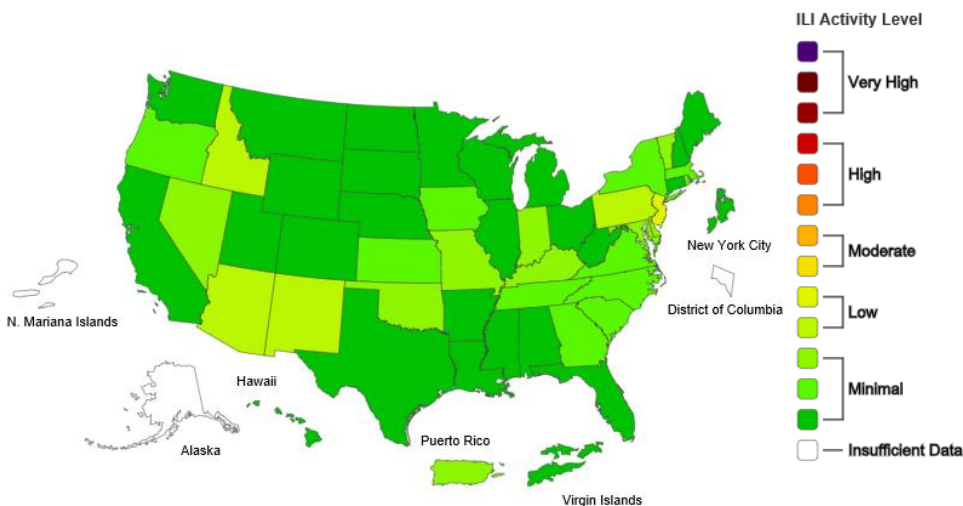 ILI Activity Level
Very High
High
Moderate
Low
Minimal
Insufficient Data
New York City
District of Columbia
N. Mariana Islands
Hawaii
Alaska
Puerto Rico
Virgin Islands